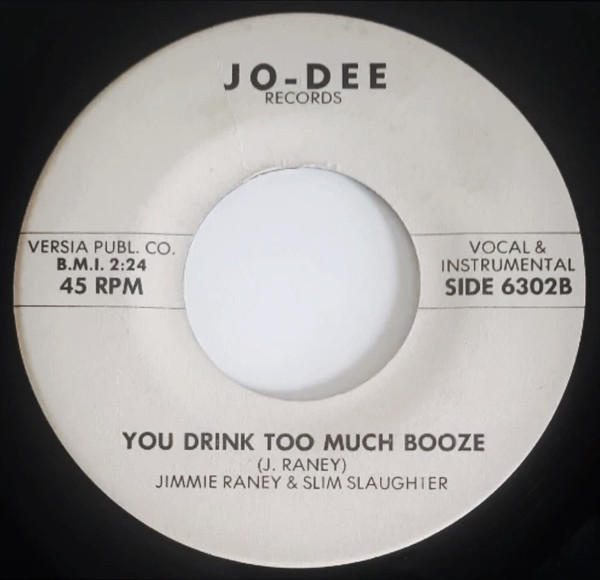 JO-DEE
RECORDS
VERSIA PUBL. CO.
B.M.I. 2:24
45 RPM
VOCAL &
INSTRUMENTAL
SIDE 6302B
YOU DRINK TOO MUCH BOOZE
(J. RANEY)
JIMMIE RANEY & SLIM SLAUGHTER